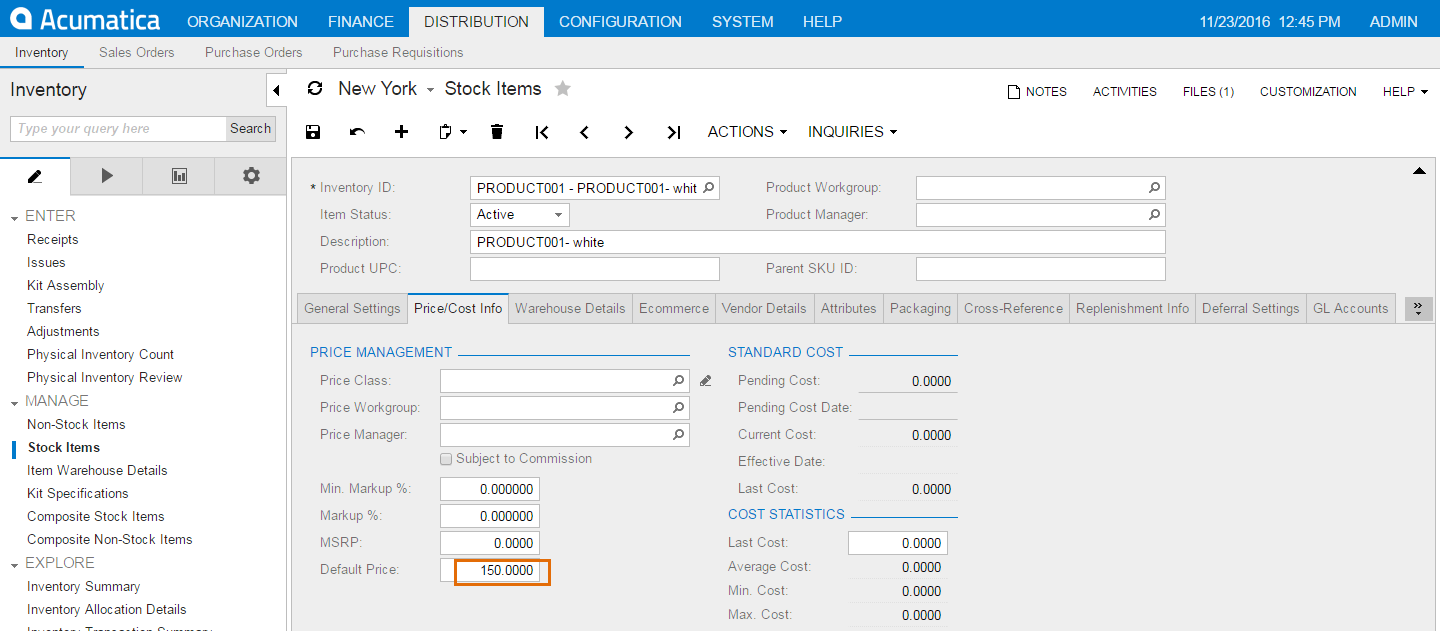 Acumatica ORGANIZATION FINANCE DISTRIBUTION CONFIGURATION SYSTEM HELP 11/23/2016 12:45 PM ADMIN
Inventory Sales Orders Purchase Orders Purchase Requisitions
Inventory
Type your query here Search
ENTER
Receipts
Issues
Kit Assembly
Transfers
Adjustments
Physical Inventory Count
Physical Inventory Review
MANAGE
Non-Stock Items
Stock Items
Item Warehouse Details
Kit Specifications
Composite Stock Items
Composite Non-Stock Items
EXPLORE
Inventory Summary
Inventory Allocation Details
Inventory Transaction Summary
New York Stock Items NOTES ACTIVITIES FILES (1) CUSTOMIZATION HELP
ACTIONS INQUIRIES
* Inventory ID: PRODUCT001 - PRODUCT001- whit Product Workgroup:
Item Status: Active Product Manager:
Description: PRODUCT001- white
Product UPC: Parent SKU ID:
General Settings Price/Cost Info Warehouse Details Ecommerce Vendor Details Attributes Packaging Cross-Reference Replenishment Info Deferral Settings GL Accounts
PRICE MANAGEMENT
Price Class:
Price Workgroup:
Price Manager:
Subject to Commission
Min. Markup %: 0.000000
Markup %: 0.000000
MSRP: 0.0000
Default Price: 150.0000
STANDARD COST
Pending Cost: 0.0000
Pending Cost Date:
Current Cost: 0.0000
Effective Date:
Last Cost: 0.0000
COST STATISTICS
Last Cost: 0.0000
Average Cost: 0.0000
Min. Cost: 0.0000
Max. Cost: 0.0000